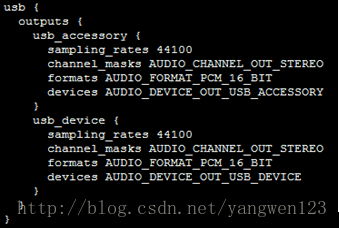 usb {
  outputs {
    usb_accessory {
      sampling_rates 44100
      channel_masks AUDIO_CHANNEL_OUT_STEREO
      formats AUDIO_FORMAT_PCM_16_BIT
      devices AUDIO_DEVICE_OUT_USB_ACCESSORY
    }
    usb_device {
      sampling_rates 44100
      channel_masks AUDIO_CHANNEL_OUT_STEREO
      formats AUDIO_FORMAT_PCM_16_BIT
      devices AUDIO_DEVICE_OUT_USB_DEVICE
    }
  }
http://blog.csdn.net/yangwen123
}